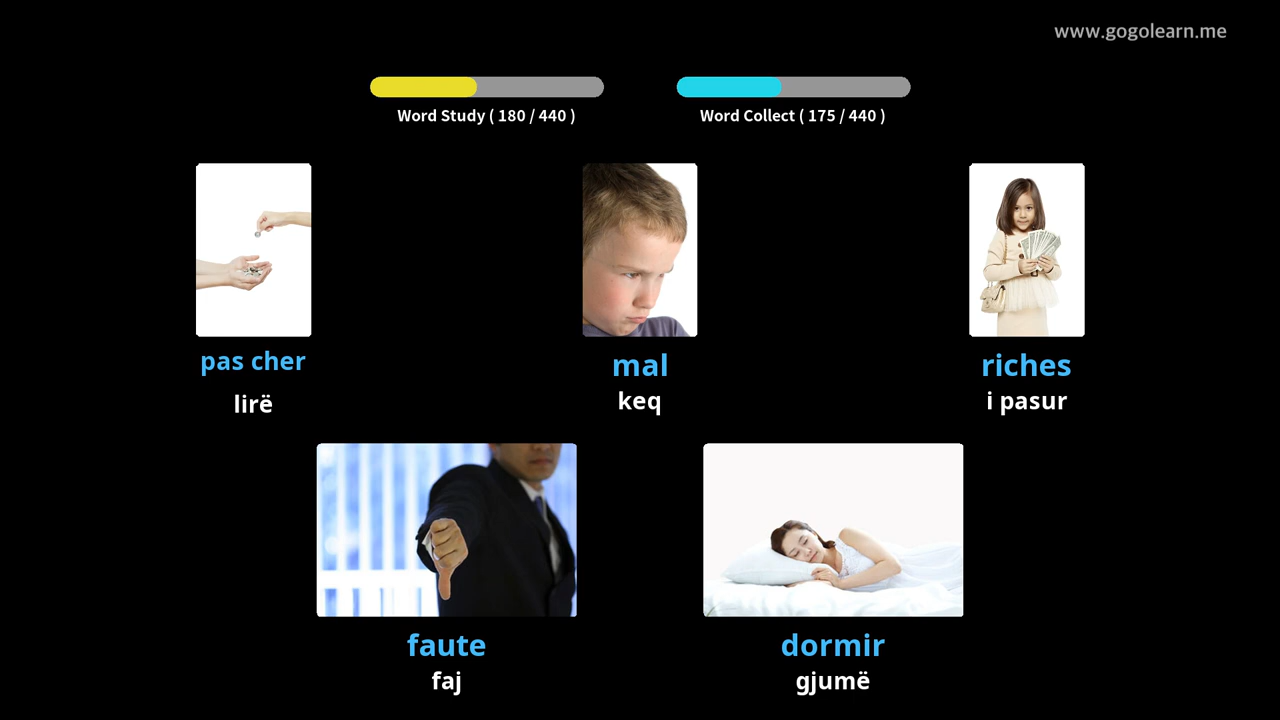 www.gogolearn.me
Word Study ( 180 / 440 )
Word Collect ( 175 / 440 )
pas cher
lirë
mal
keq
riches
i pasur
faute
faj
dormir
gjumë